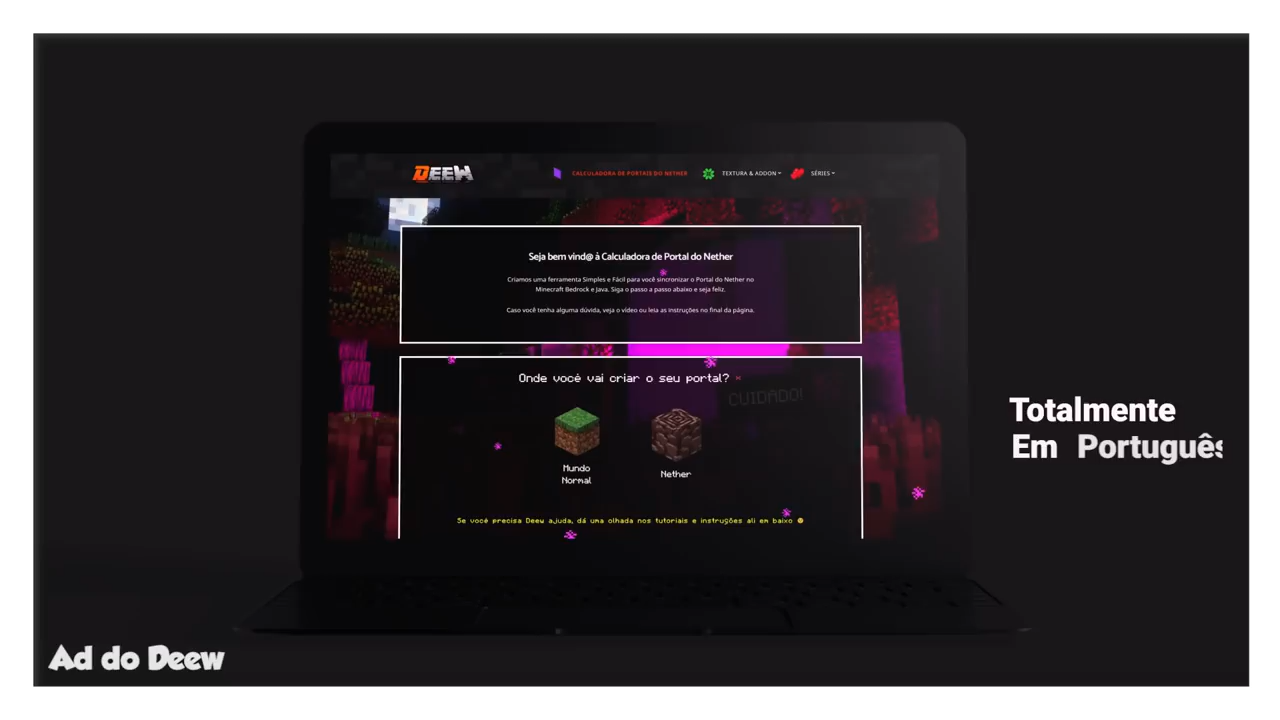 DEEW
CALCULADORA DE PORTAIS DO NETHER
TEXTURA & ADDON
SÉRIES
Seja bem vind@ à Calculadora de Portal do Nether
Criamos uma ferramenta Simples e Fácil para você sincronizar o Portal do Nether no
Minecraft Bedrock e Java. Siga o passo a passo abaixo e seja feliz.
Caso você tenha alguma dúvida, veja o vídeo ou leia as instruções no final da página.
Onde você vai criar o seu portal?
CUIDADO!
Mundo
Normal
Nether
Se você precisa Deew ajuda, dá uma olhada nos tutoriais e instruções ali em baixo
Totalmente
Em Português
Ad do Deew